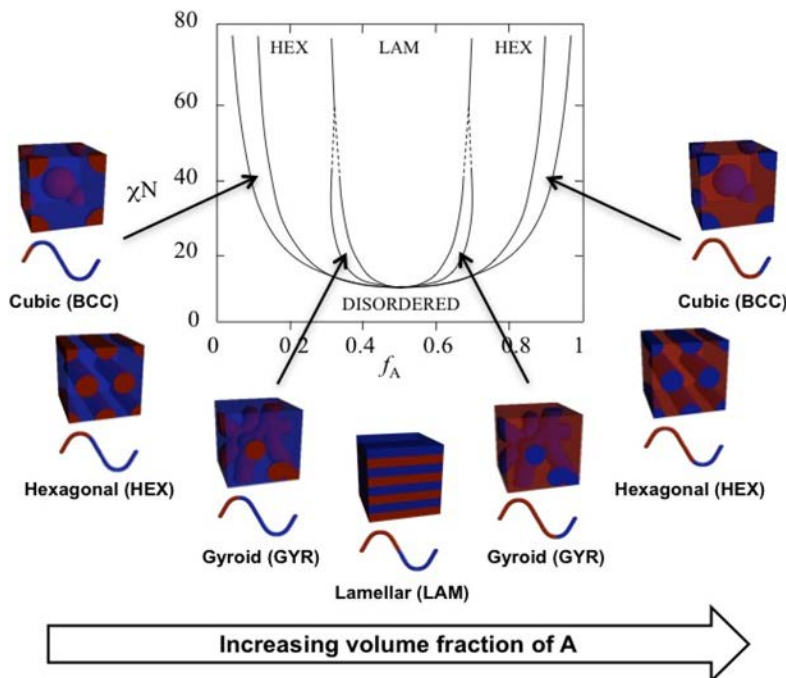 80
HEX LAM HEX
60
χN
40
20
DISORDERED
0
0 0.2 0.4 0.6 0.8 1
fA
Cubic (BCC)
Cubic (BCC)
Hexagonal (HEX)
Hexagonal (HEX)
Gyroid (GYR)
Gyroid (GYR)
Lamellar (LAM)
Increasing volume fraction of A